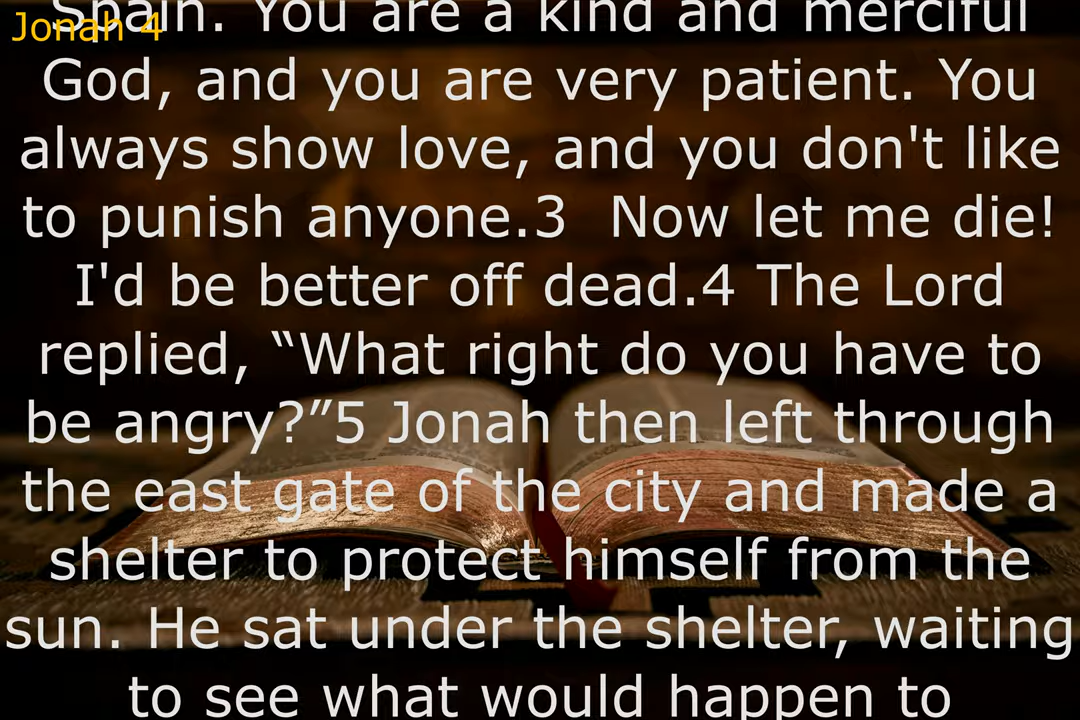 Jonah 4
Spain. You are a kind and merciful
God, and you are very patient. You
always show love, and you don't like
to punish anyone.3  Now let me die!
I'd be better off dead.4 The Lord
replied, “What right do you have to
be angry?”5 Jonah then left through
the east gate of the city and made a
shelter to protect himself from the
sun. He sat under the shelter, waiting
to see what would happen to